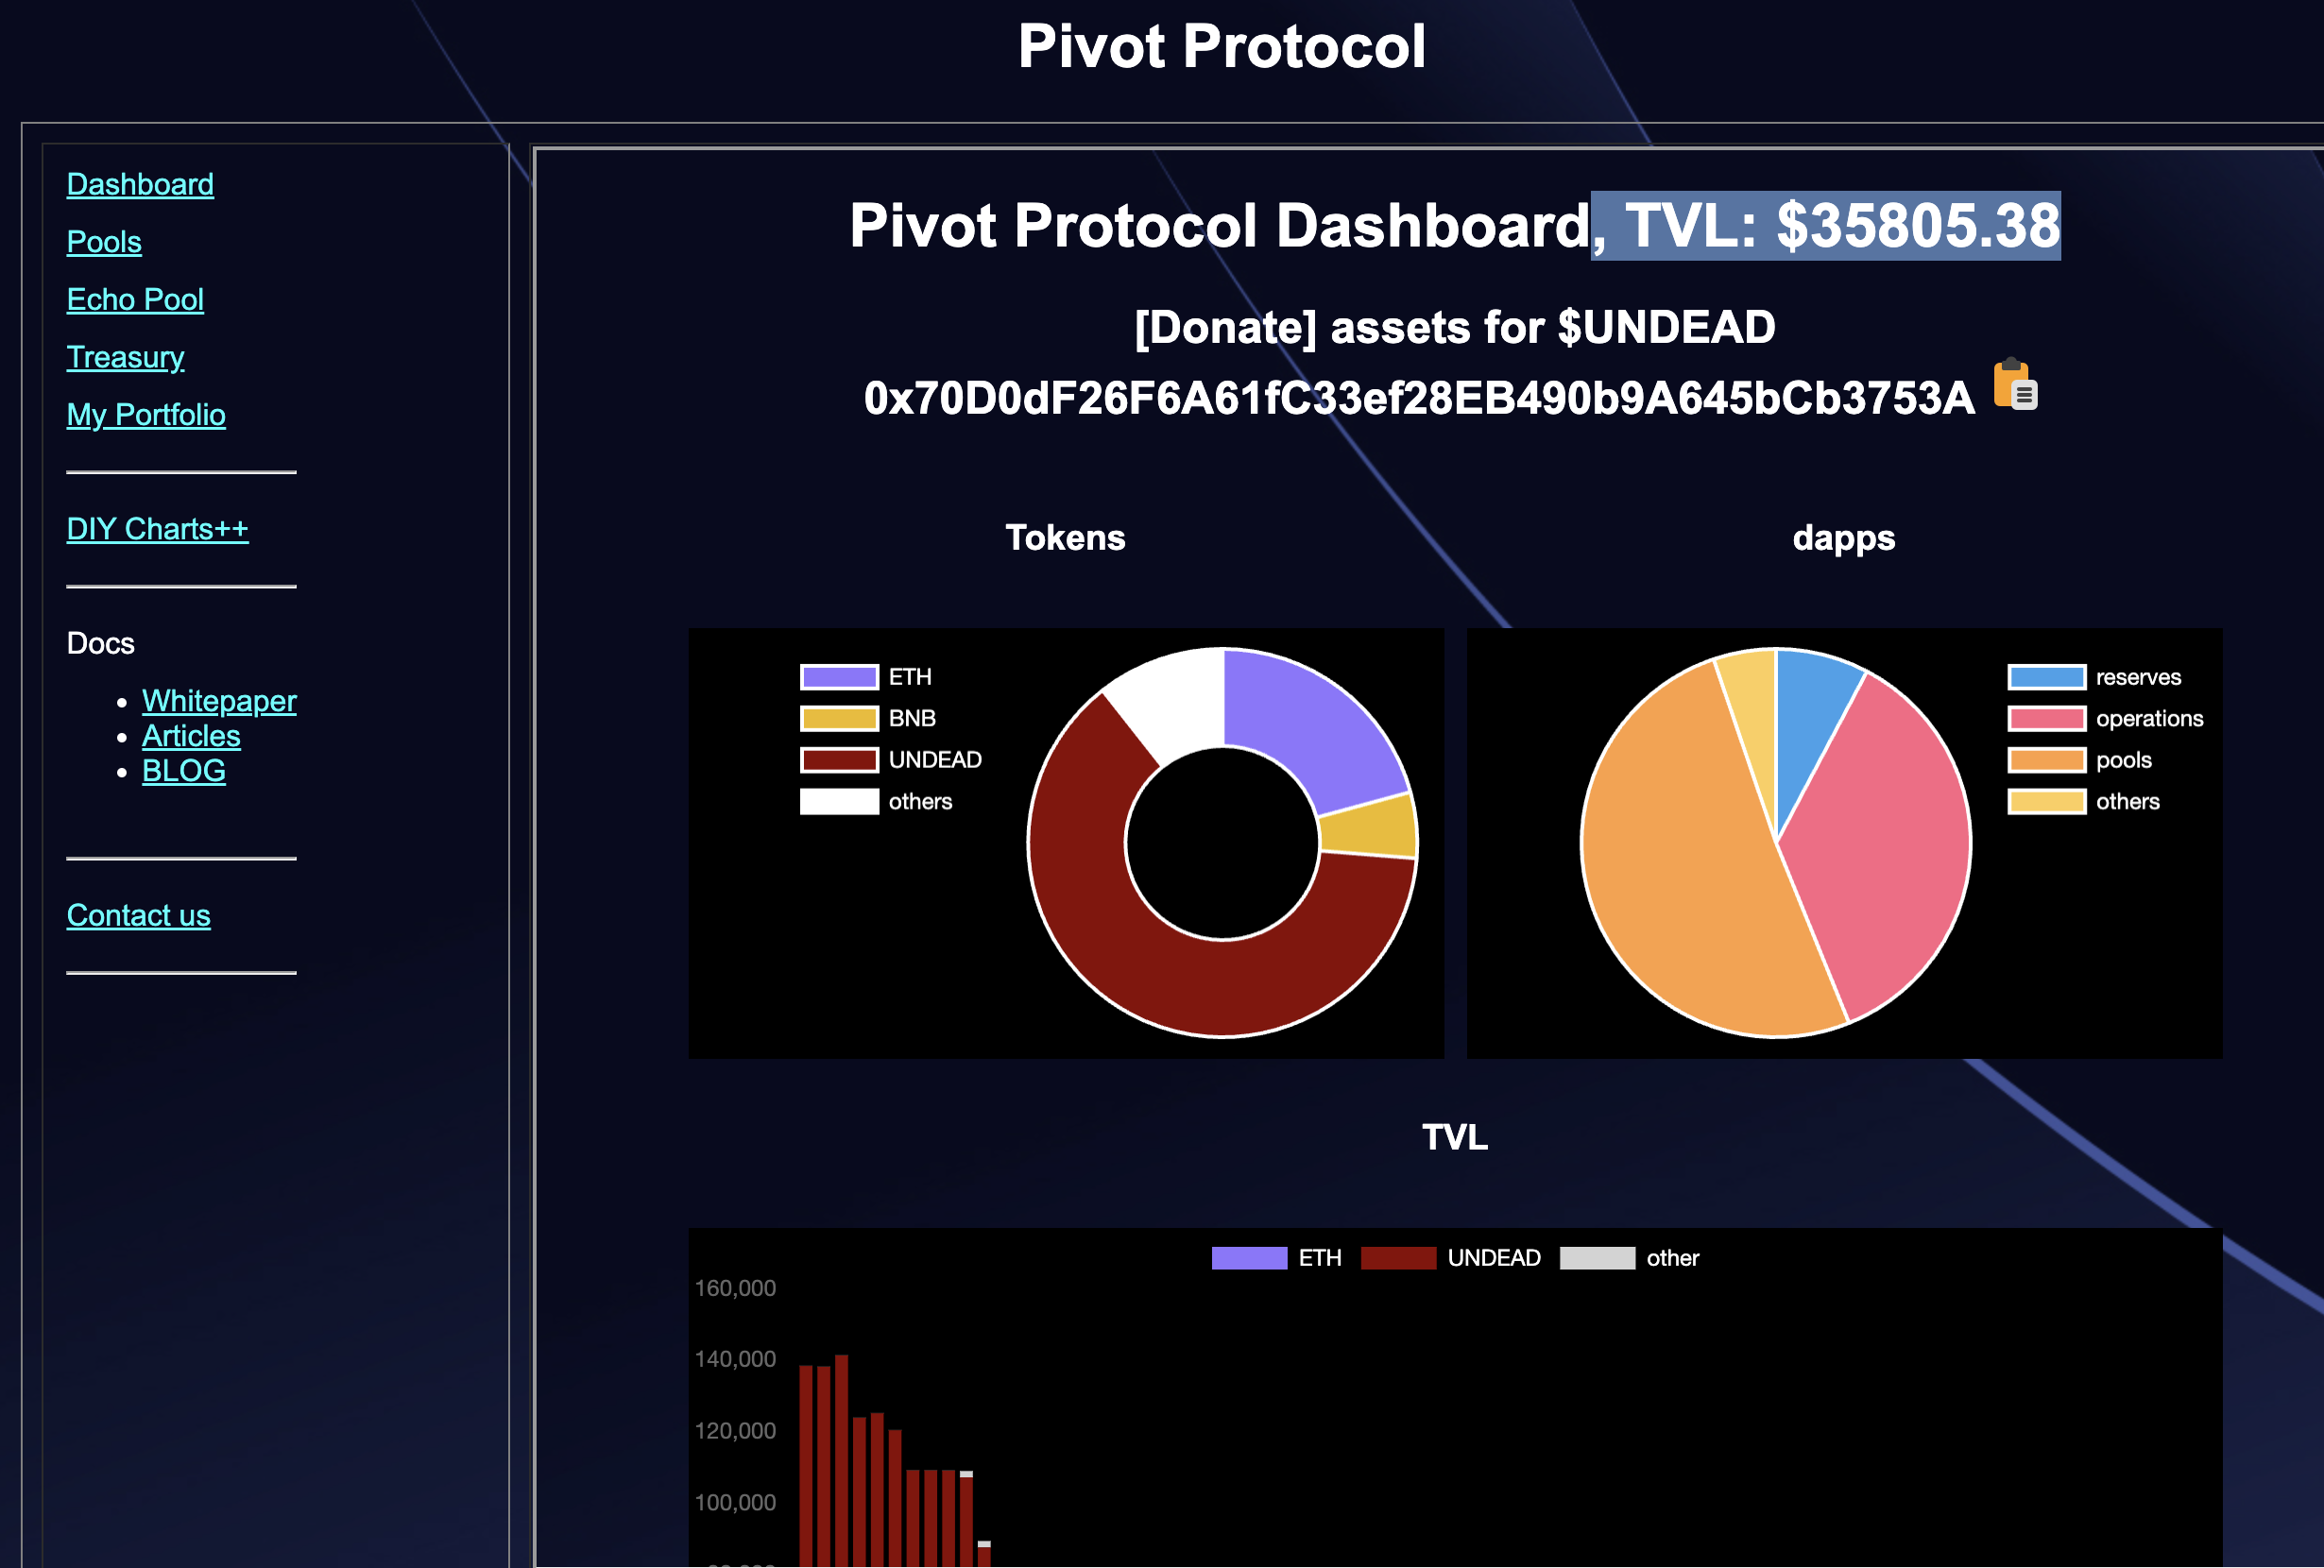 Pivot Protocol
Dashboard
Pools
Echo Pool
Treasury
My Portfolio
DIY Charts++
Docs
Whitepaper
Articles
BLOG
Contact us
Pivot Protocol Dashboard, TVL: $35805.38
[Donate] assets for $UNDEAD
0x70D0dF26F6A61fC33ef28EB490b9A645bCb3753A
Tokens
ETH
BNB
UNDEAD
others
dapps
reserves
operations
pools
others
TVL
ETH UNDEAD other
160,000
140,000
120,000
100,000